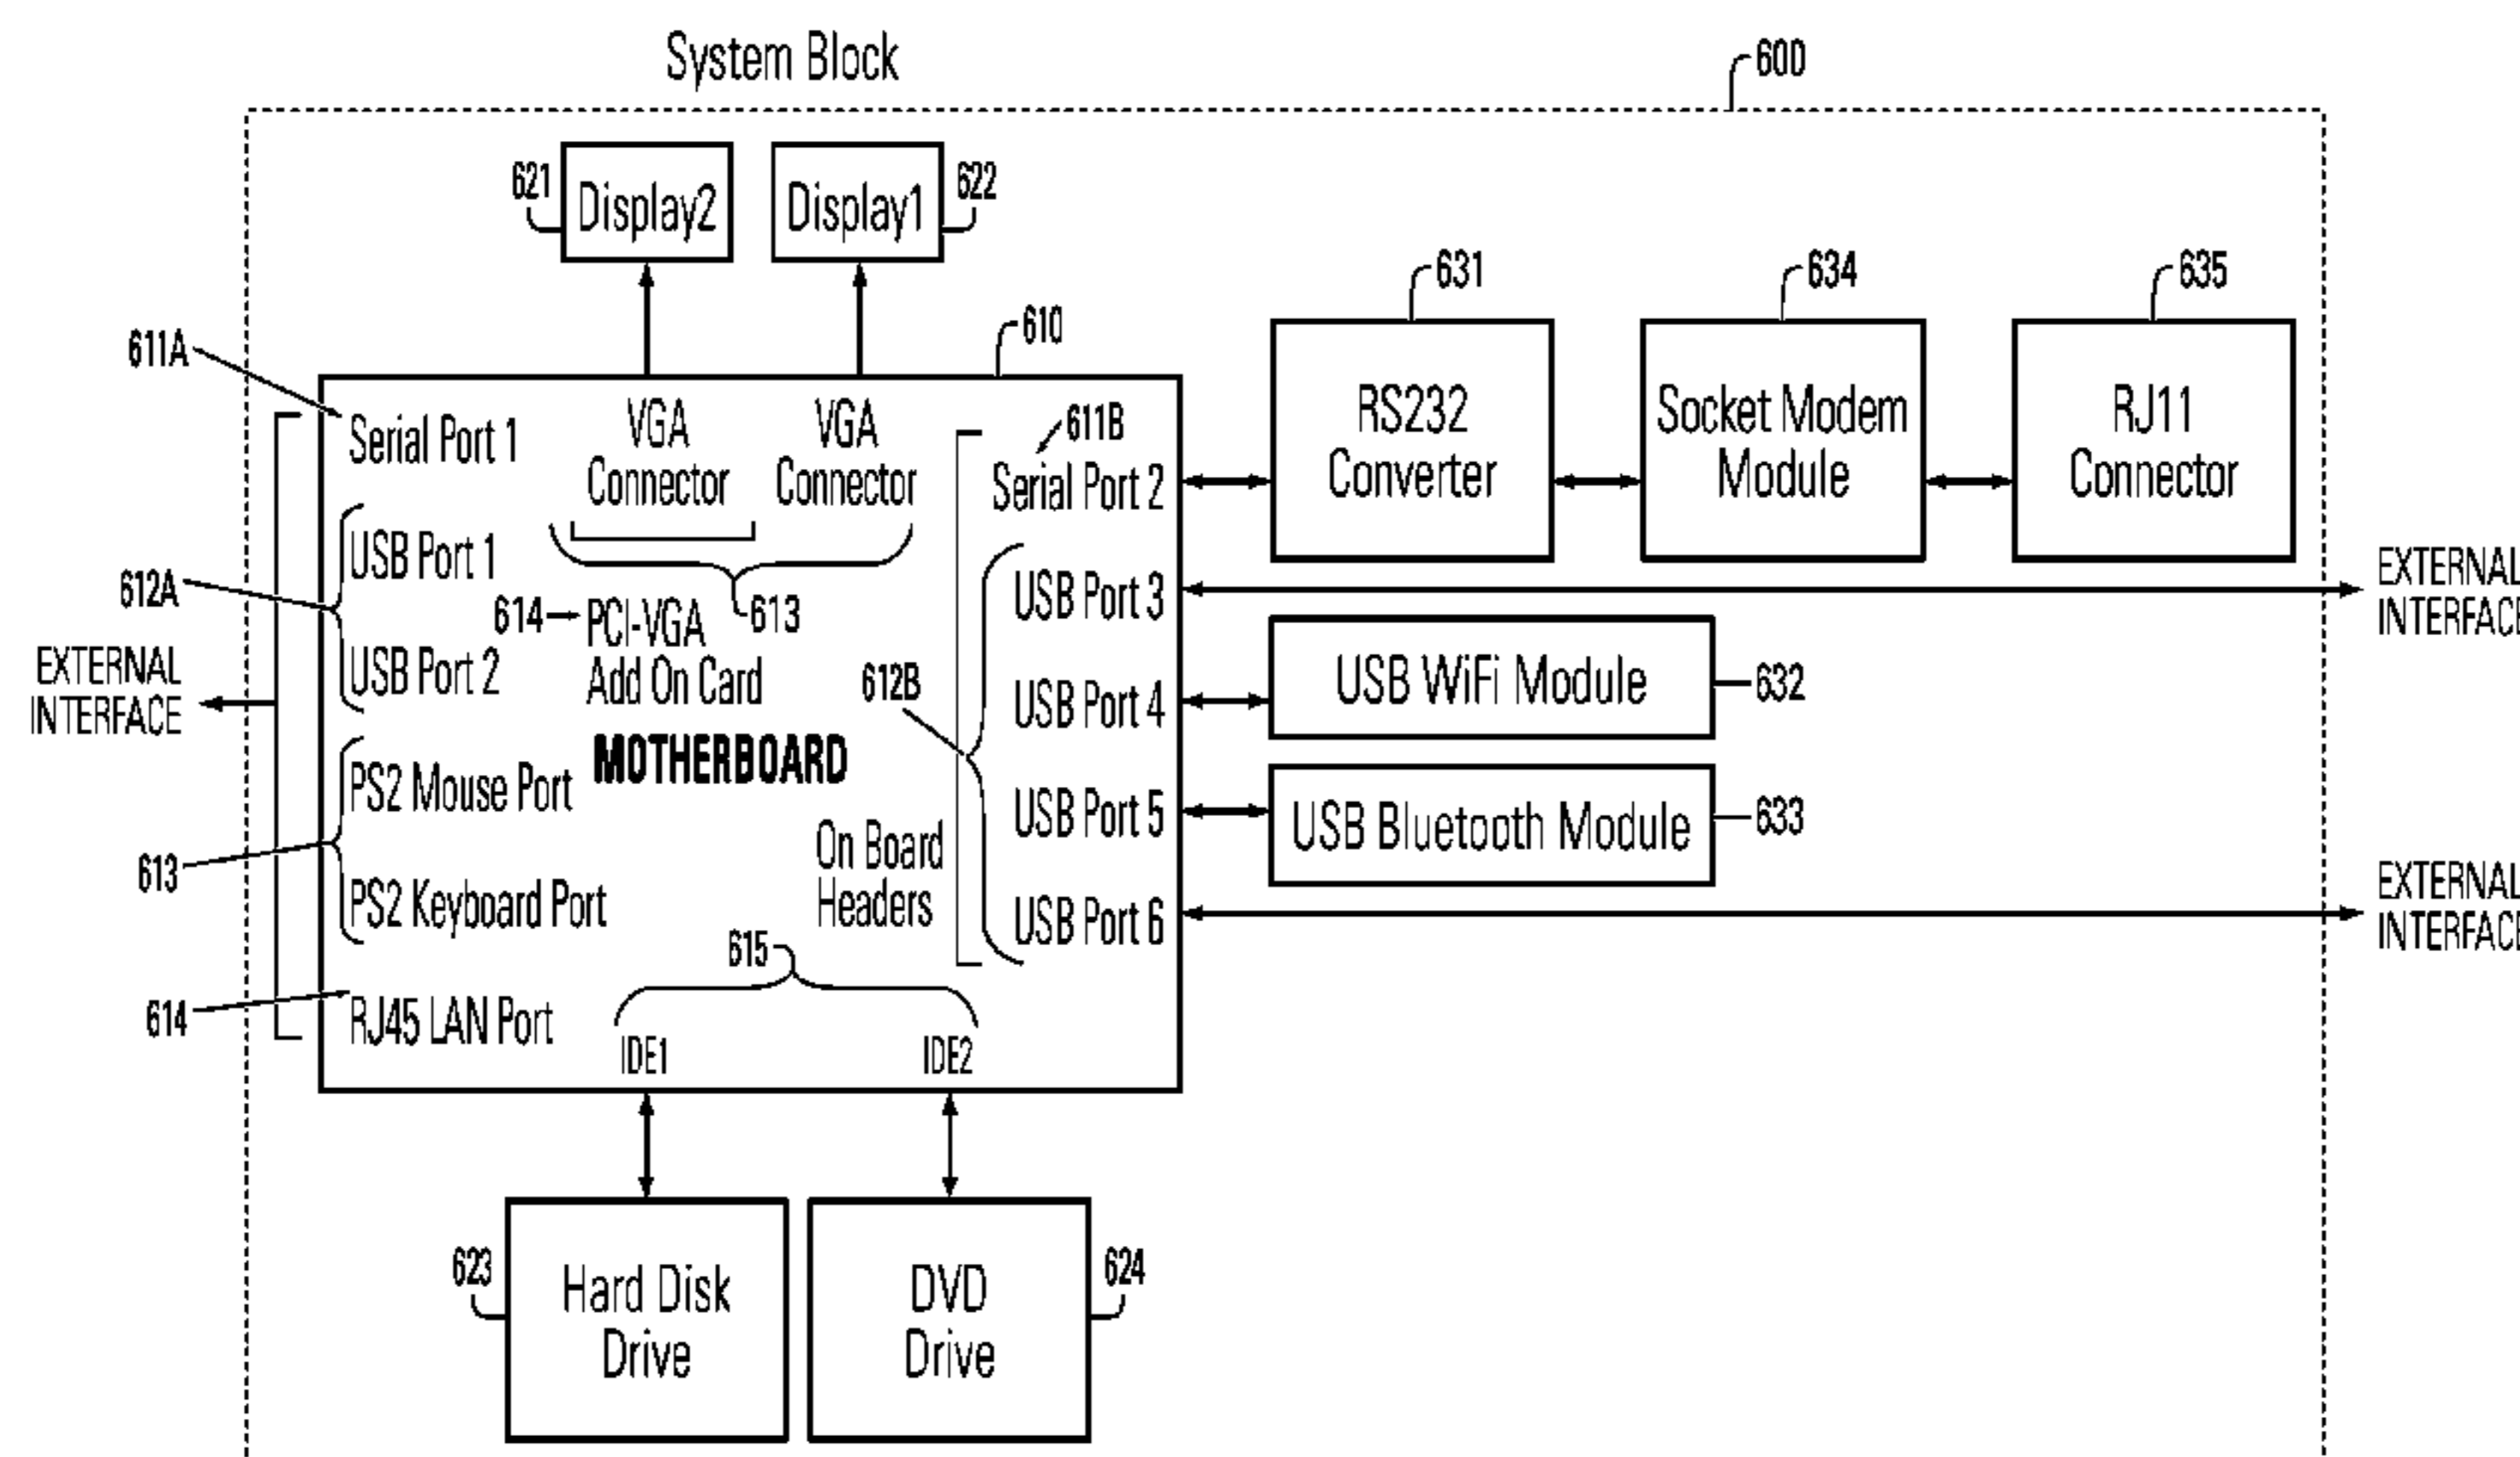 System Block
600
621
Display2
Display1
622
631
634
635
610
611A
Serial Port 1
VGA
Connector
VGA
Connector
611B
Serial Port 2
RS232
Converter
Socket Modem
Module
RJ11
Connector
USB Port 1
612A
USB Port 2
EXTERNAL
INTERFACE
614
PCI-VGA
Add On Card
613
MOTHERBOARD
612B
USB Port 3
EXTERNAL
INTERFACE
USB Port 4
USB WiFi Module
632
PS2 Mouse Port
613
PS2 Keyboard Port
On Board
Headers
USB Port 5
USB Bluetooth Module
633
USB Port 6
EXTERNAL
INTERFACE
615
614
RJ45 LAN Port
IDE1
IDE2
623
Hard Disk
Drive
DVD
Drive
624